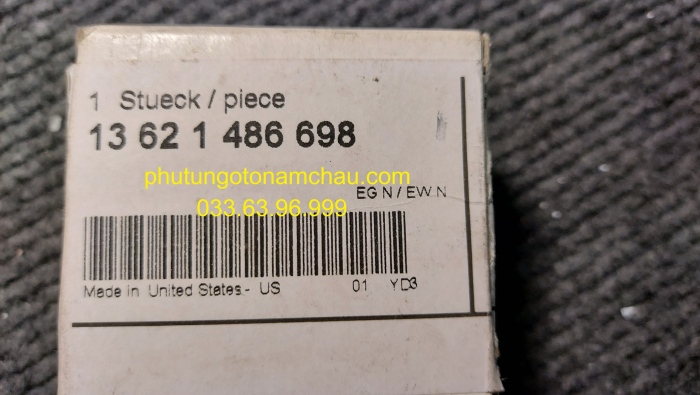 1 Stueck / piece
13 62 1 486 698
phutungotonamchau.com
EG N / EW N
033.63.96.999
Made in United States - US 01 YD3